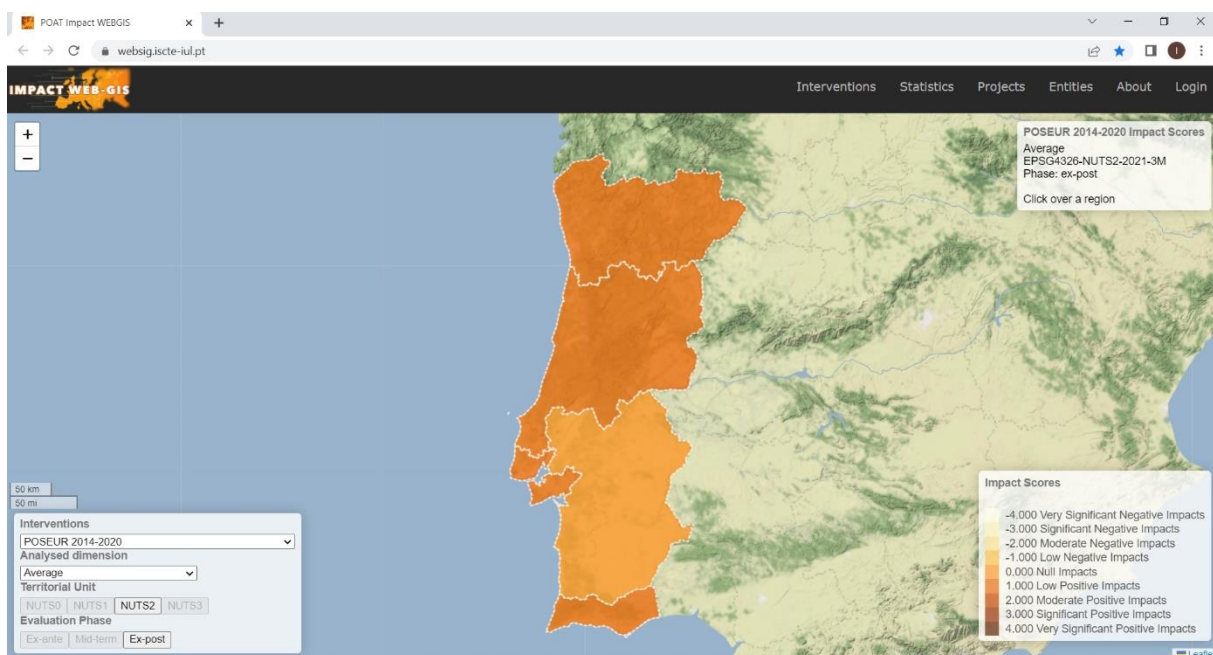 POAT Impact WEBGIS
websig.iscte-iul.pt
I
IMPACT WEB-GIS
Interventions Statistics Projects Entities About Login
+
−
POSEUR 2014-2020 Impact Scores
Average
EPSG4326-NUTS2-2021-3M
Phase: ex-post
Click over a region
50 km
50 mi
Interventions
POSEUR 2014-2020
Analysed dimension
Average
Territorial Unit
NUTS0 NUTS1 NUTS2 NUTS3
Evaluation Phase
Ex-ante Mid-term Ex-post
Impact Scores
-4.000 Very Significant Negative Impacts
-3.000 Significant Negative Impacts
-2.000 Moderate Negative Impacts
-1.000 Low Negative Impacts
0.000 Null Impacts
1.000 Low Positive Impacts
2.000 Moderate Positive Impacts
3.000 Significant Positive Impacts
4.000 Very Significant Positive Impacts